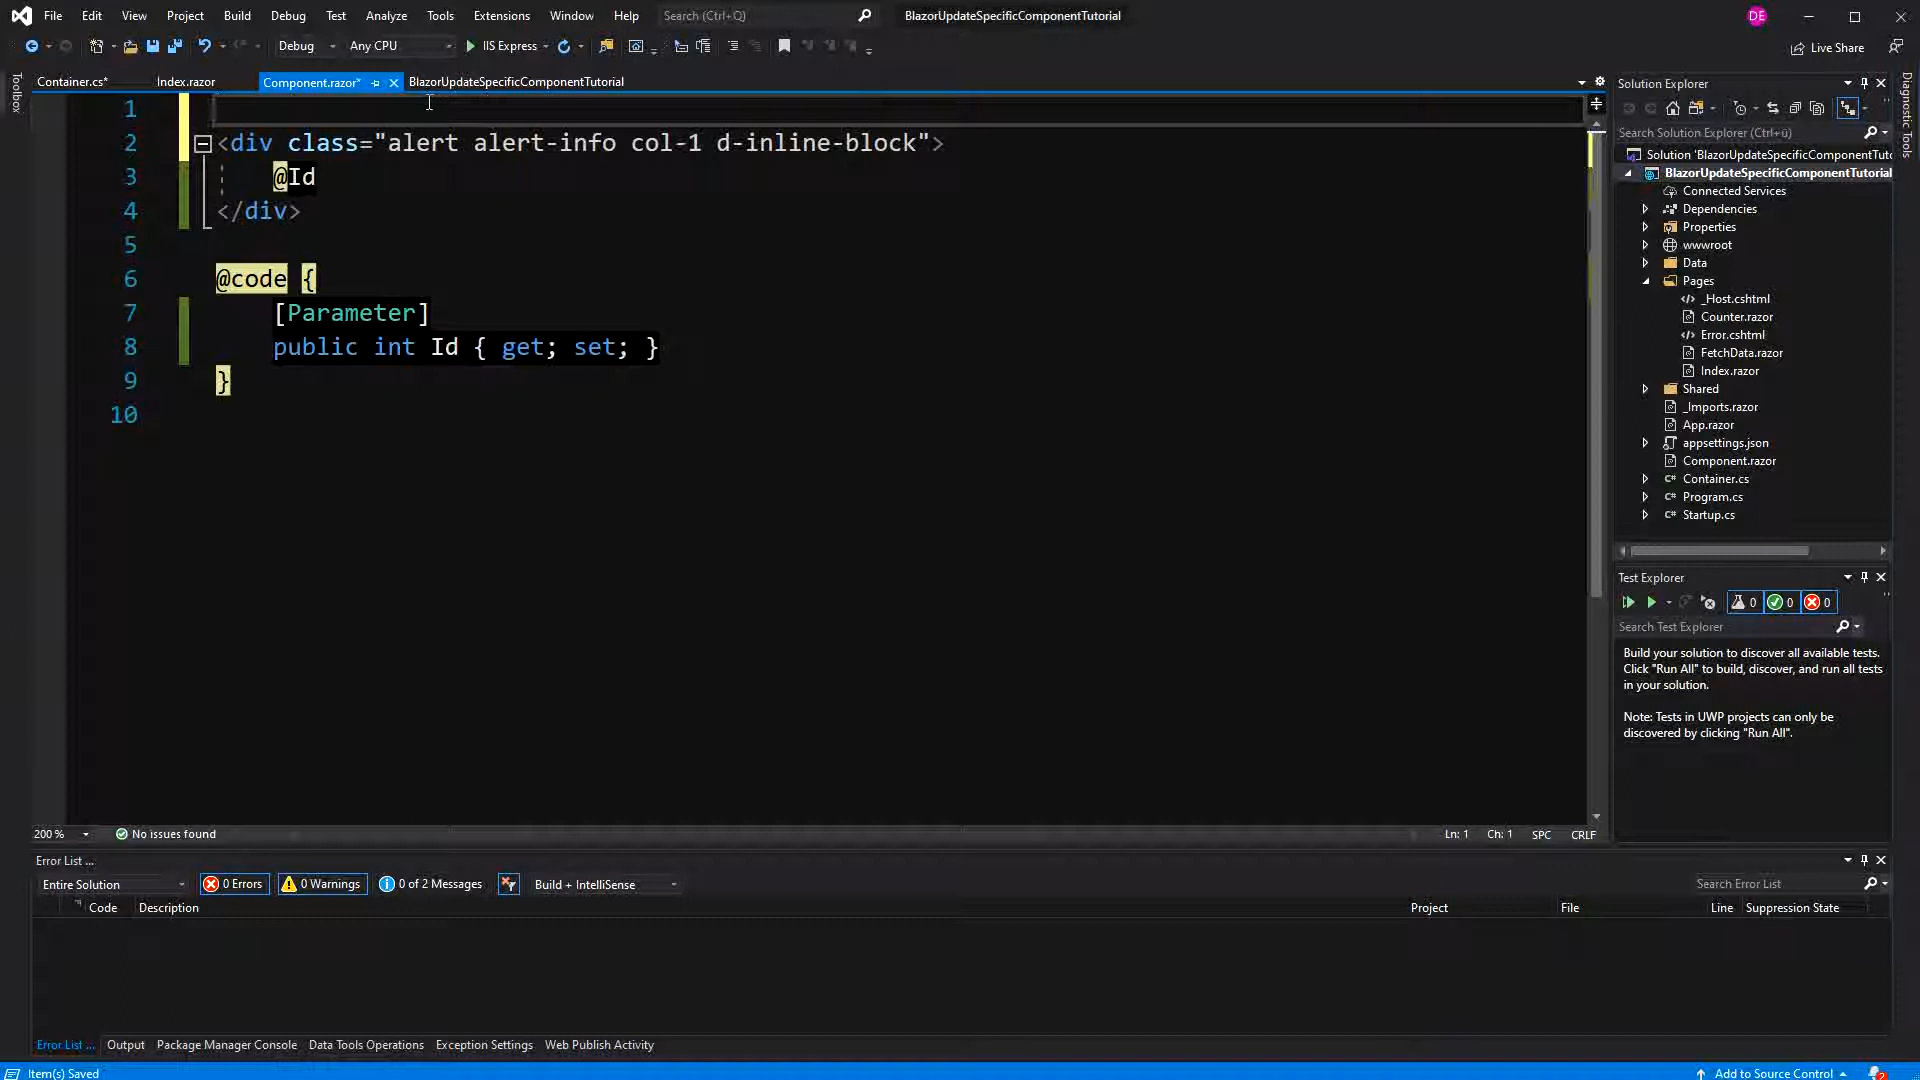 File Edit View Project Build Debug Test Analyze Tools Extensions Window Help Search (Ctrl+Q) BlazorUpdateSpecificComponentTutorial DE
Debug Any CPU IIS Express Live Share
Toolbox
Container.cs* Index.razor Component.razor* BlazorUpdateSpecificComponentTutorial
1
2 <div class="alert alert-info col-1 d-inline-block">
3 @Id
4 </div>
5
6 @code {
7 [Parameter]
8 public int Id { get; set; }
9 }
10
200 % No issues found Ln: 1 Ch: 1 SPC CRLF
Solution Explorer
Search Solution Explorer (Ctrl+ü)
Solution 'BlazorUpdateSpecificComponentTuto
BlazorUpdateSpecificComponentTutorial
Connected Services
Dependencies
Properties
wwwroot
Data
Pages
_Host.cshtml
Counter.razor
Error.cshtml
FetchData.razor
Index.razor
Shared
_Imports.razor
App.razor
appsettings.json
Component.razor
C# Container.cs
C# Program.cs
C# Startup.cs
Test Explorer
0 0 0
Search Test Explorer
Build your solution to discover all available tests.
Click "Run All" to build, discover, and run all tests
in your solution.
Note: Tests in UWP projects can only be
discovered by clicking "Run All".
Diagnostic Tools
Error List ...
Entire Solution 0 Errors 0 Warnings 0 of 2 Messages Build + IntelliSense Search Error List
Code Description Project File Line Suppression State
Error List ... Output Package Manager Console Data Tools Operations Exception Settings Web Publish Activity
Item(s) Saved Add to Source Control 2